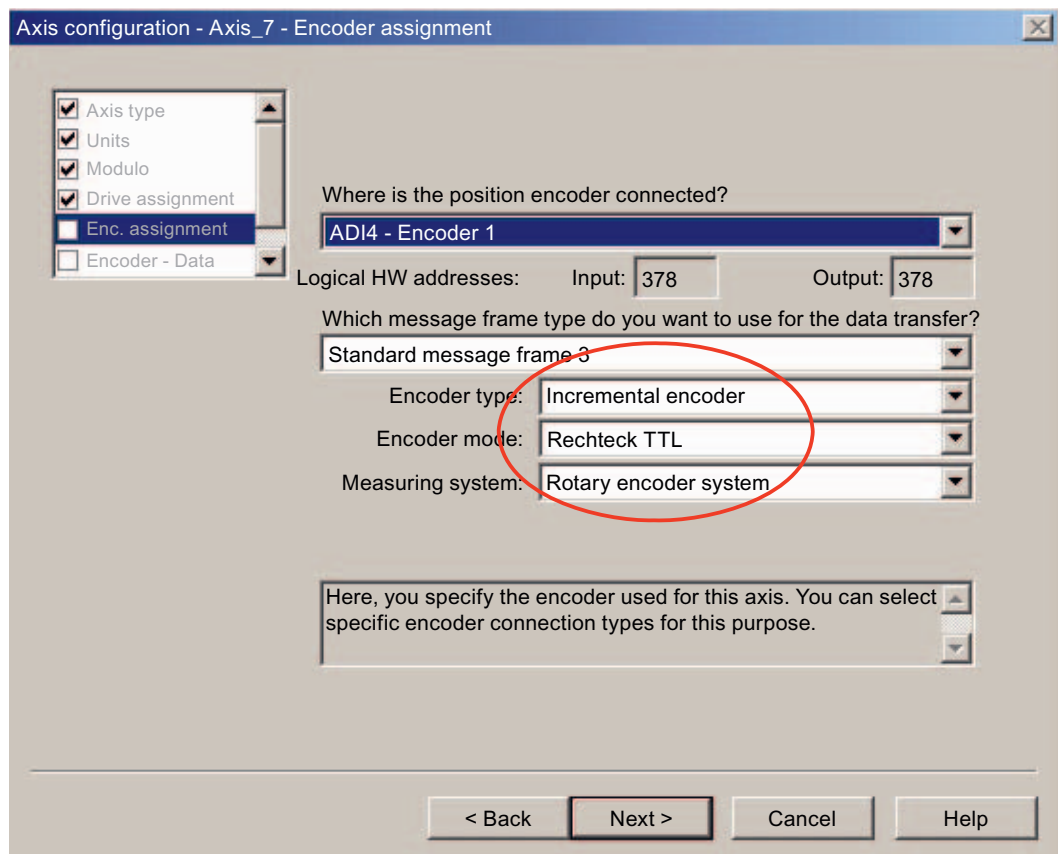 Axis configuration - Axis_7 - Encoder assignment
Axis type
Units
Modulo
Drive assignment
Enc. assignment
Encoder - Data
Where is the position encoder connected?
ADI4 - Encoder 1
Logical HW addresses: Input: 378 Output: 378
Which message frame type do you want to use for the data transfer?
Standard message frame 3
Encoder type: Incremental encoder
Encoder mode: Rechteck TTL
Measuring system: Rotary encoder system
Here, you specify the encoder used for this axis. You can select
specific encoder connection types for this purpose.
< Back Next > Cancel Help